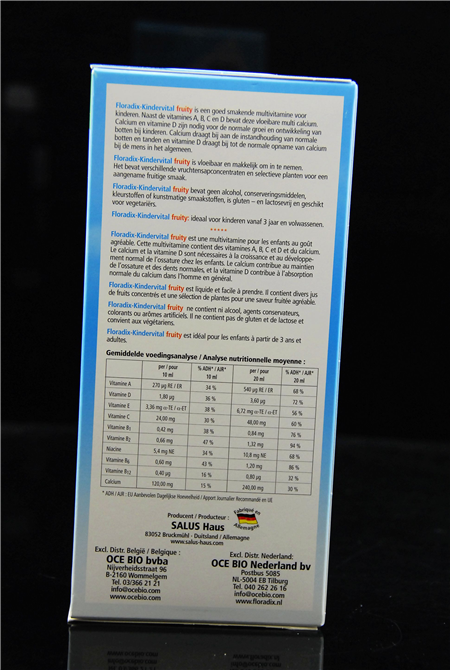 Floradix-Kindervital fruity is een goed smakende multivitamine voor
kinderen. Naast de vitamines A, B, C en D bevat deze vloeibare multi calcium.
Calcium en vitamine D zijn nodig voor de normale groei en ontwikkeling van
botten bij kinderen. Calcium draagt bij aan de instandhouding van normale
botten en tanden en vitamine D draagt bij tot de normale opname van calcium
bij de mens in het algemeen.
Floradix-Kindervital fruity is vloeibaar en makkelijk om in te nemen.
Het bevat verschillende vruchtensapconcentraten en selectieve planten voor een
aangename fruitige smaak.
Floradix-Kindervital fruity bevat geen alcohol, conserveringsmiddelen,
kleurstoffen of kunstmatige smaakstoffen, is gluten – en lactosevrij en geschikt
voor vegetariërs.
Floradix-Kindervital fruity: ideaal voor kinderen vanaf 3 jaar en volwassenen.
*****
Floradix-Kindervital fruity est une multivitamine pour les enfants au goût
agréable. Cette multivitamine contient des vitamines A, B, C et D et du calcium.
Le calcium et la vitamine D sont nécessaires à la croissance et au développe-
ment normal de l'ossature chez les enfants. Le calcium contribue au maintien
de l'ossature et des dents normales, et la vitamine D contribue à l'absorption
normale du calcium dans l'homme en général.
Floradix-Kindervital fruity est liquide et facile à prendre. Il contient divers jus
de fruits concentrés et une sélection de plantes pour une saveur fruitée agréable.
Floradix-Kindervital fruity ne contient ni alcool, agents conservateurs,
colorants ou arômes artificiels. Il ne contient pas de gluten et de lactose et
convient aux végétariens.
Floradix-Kindervital fruity est idéal pour les enfants à partir de 3 ans et
adultes.
Gemiddelde voedingsanalyse / Analyse nutritionnelle moyenne :
per / pour 10 ml % ADH* / AJR* 10 ml per / pour 20 ml % ADH* / AJR* 20 ml
Vitamine A 270 µg RE / ER 34 % 540 µg RE / ER 68 %
Vitamine D 1,80 µg 36 % 3,60 µg 72 %
Vitamine E 3,36 mg α-TE / α-ET 38 % 6,72 mg α-TE / α-ET 56 %
Vitamine C 24,00 mg 30 % 48,00 mg 60 %
Vitamine B1 0,42 mg 38 % 0,84 mg 76 %
Vitamine B2 0,66 mg 47 % 1,32 mg 94 %
Niacine 5,4 mg NE 34 % 10,8 mg NE 68 %
Vitamine B6 0,60 mg 43 % 1,20 mg 86 %
Vitamine B12 0,40 µg 16 % 0,80 µg 32 %
Calcium 120,00 mg 15 % 240,00 mg 30 %
* ADH / AJR : EU Aanbevolen Dagelijkse Hoeveelheid / Apport Journalier Recommandé en UE
Producent / Producteur :
SALUS Haus
83052 Bruckmühl - Duitsland / Allemagne
www.salus-haus.com
Fabriqué en
Allemagne
Excl. Distr. België / Belgique :
OCE BIO bvba
Nijverheidsstraat 96
B-2160 Wommelgem
Tel. 03/366 21 21
info@ocebio.com
www.ocebio.com
Excl. Distr. Nederland:
OCE BIO Nederland bv
Postbus 5085
NL-5004 EB Tilburg
Tel. 040 262 26 16
info@ocebio.com
www.floradix.nl